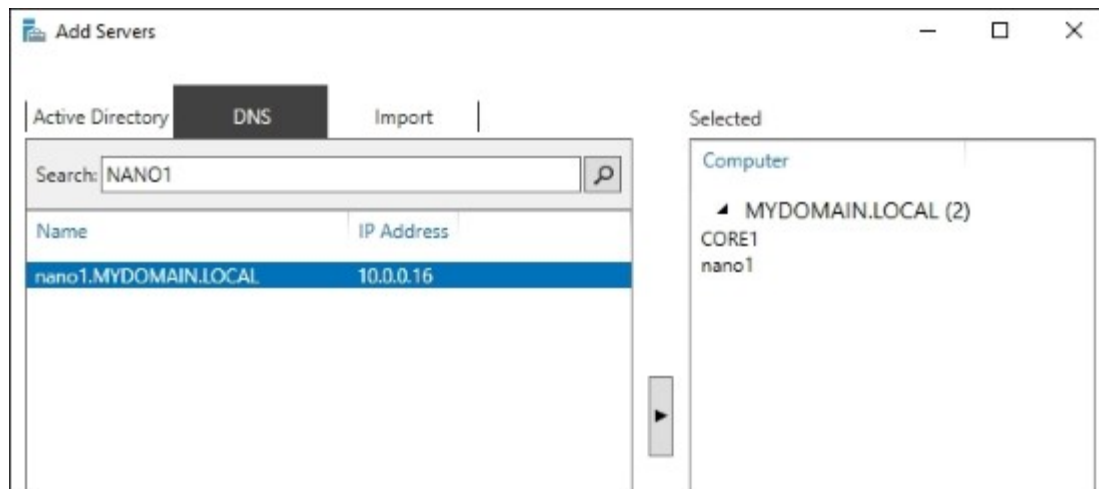 Add Servers
Active Directory DNS Import
Search: NANO1
Name IP Address
nano1.MYDOMAIN.LOCAL 10.0.0.16
Selected
Computer
MYDOMAIN.LOCAL (2)
CORE1
nano1